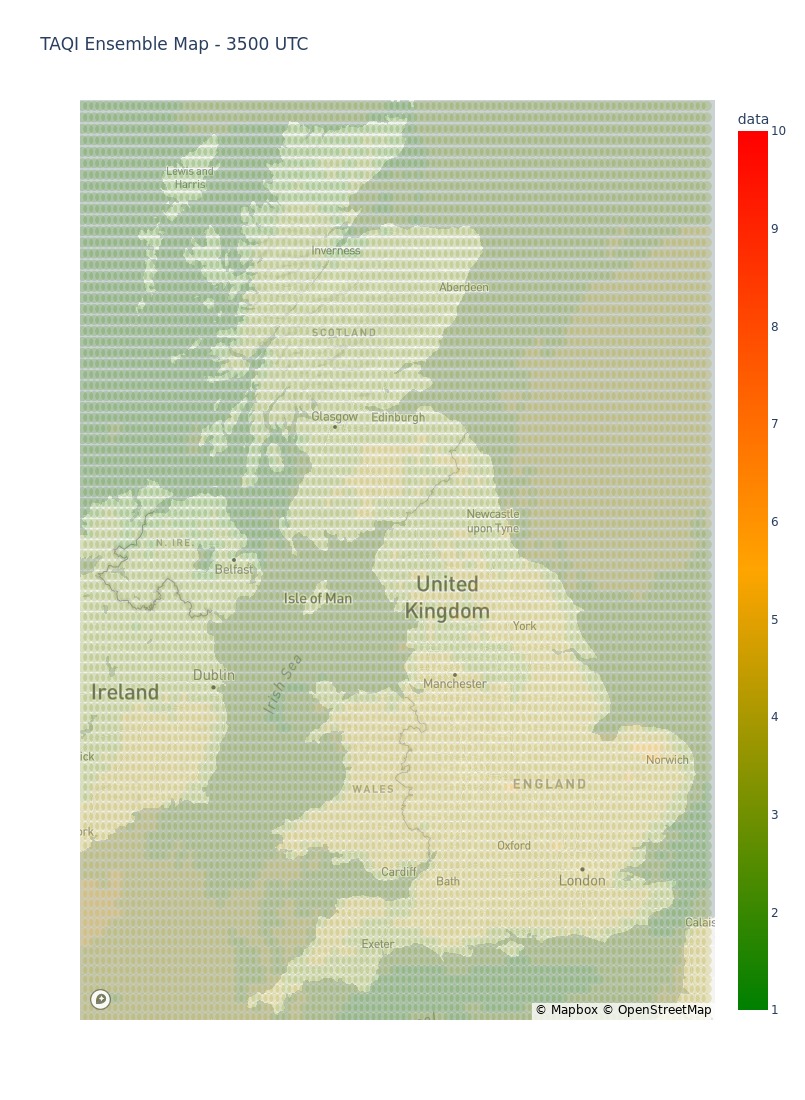 TAQI Ensemble Map - 3500 UTC
data
10
9
8
7
6
5
4
3
2
1
Lewis and
Harris
Inverness
Aberdeen
SCOTLAND
Glasgow
Edinburgh
Newcastle
upon Tyne
N. IRE.
Belfast
Isle of Man
United
Kingdom
York
Irish Sea
Dublin
Manchester
Ireland
ick
Norwich
ENGLAND
WALES
ork
Oxford
Cardiff
Bath
London
Calais
Exeter
© Mapbox © OpenStreetMap